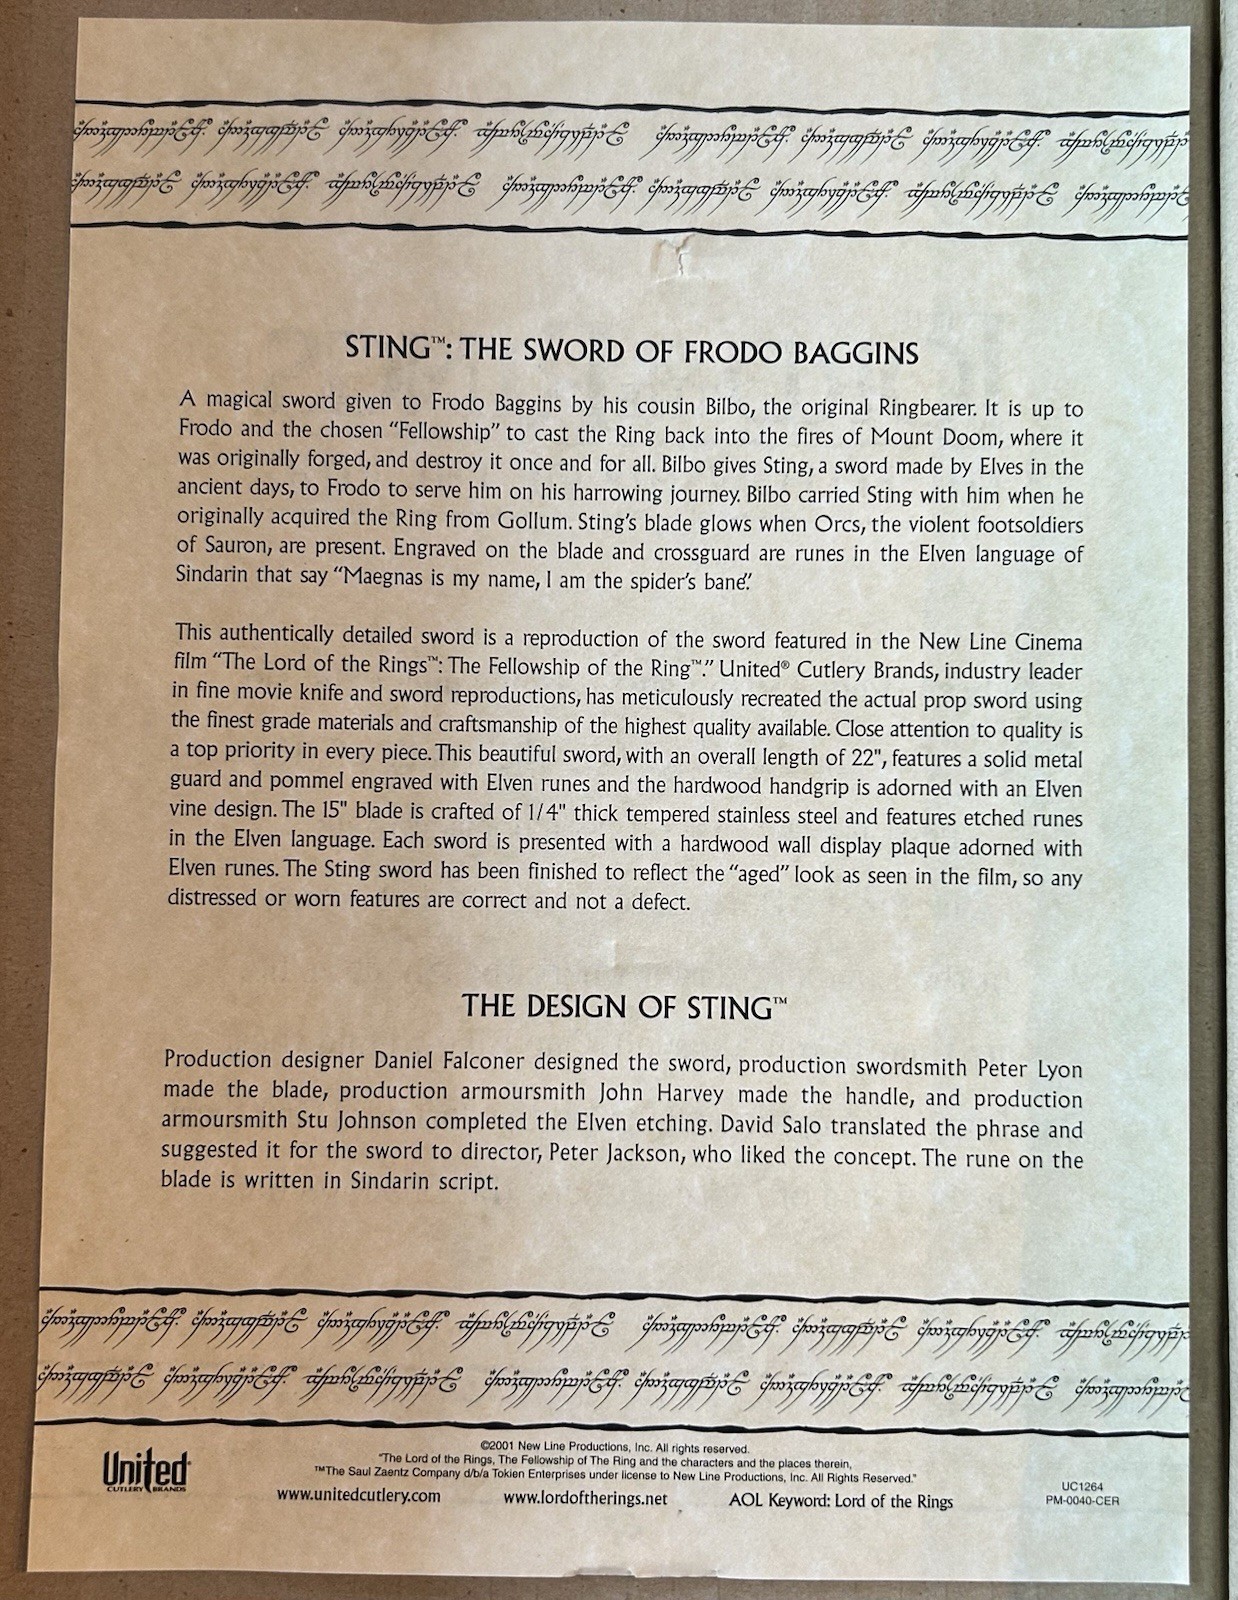 STING™: THE SWORD OF FRODO BAGGINS
A magical sword given to Frodo Baggins by his cousin Bilbo, the original Ringbearer. It is up to
Frodo and the chosen “Fellowship” to cast the Ring back into the fires of Mount Doom, where it
was originally forged, and destroy it once and for all. Bilbo gives Sting, a sword made by Elves in the
ancient days, to Frodo to serve him on his harrowing journey. Bilbo carried Sting with him when he
originally acquired the Ring from Gollum. Sting’s blade glows when Orcs, the violent footsoldiers
of Sauron, are present. Engraved on the blade and crossguard are runes in the Elven language of
Sindarin that say “Maegnas is my name, I am the spider’s bane”.
This authentically detailed sword is a reproduction of the sword featured in the New Line Cinema
film “The Lord of the Rings™: The Fellowship of the Ring™.” United® Cutlery Brands, industry leader
in fine movie knife and sword reproductions, has meticulously recreated the actual prop sword using
the finest grade materials and craftsmanship of the highest quality available. Close attention to quality is
a top priority in every piece. This beautiful sword, with an overall length of 22", features a solid metal
guard and pommel engraved with Elven runes and the hardwood handgrip is adorned with an Elven
vine design. The 15" blade is crafted of 1/4" thick tempered stainless steel and features etched runes
in the Elven language. Each sword is presented with a hardwood wall display plaque adorned with
Elven runes. The Sting sword has been finished to reflect the “aged” look as seen in the film, so any
distressed or worn features are correct and not a defect.
THE DESIGN OF STING™
Production designer Daniel Falconer designed the sword, production swordsmith Peter Lyon
made the blade, production armoursmith John Harvey made the handle, and production
armoursmith Stu Johnson completed the Elven etching. David Salo translated the phrase and
suggested it for the sword to director, Peter Jackson, who liked the concept. The rune on the
blade is written in Sindarin script.
United
CUTLERY BRANDS
©2001 New Line Productions, Inc. All rights reserved.
"The Lord of the Rings, The Fellowship of The Ring and the characters and the places therein,
™The Saul Zaentz Company d/b/a Tokien Enterprises under license to New Line Productions, Inc. All Rights Reserved."
www.unitedcutlery.com www.lordoftherings.net AOL Keyword: Lord of the Rings
UC1264
PM-0040-CER